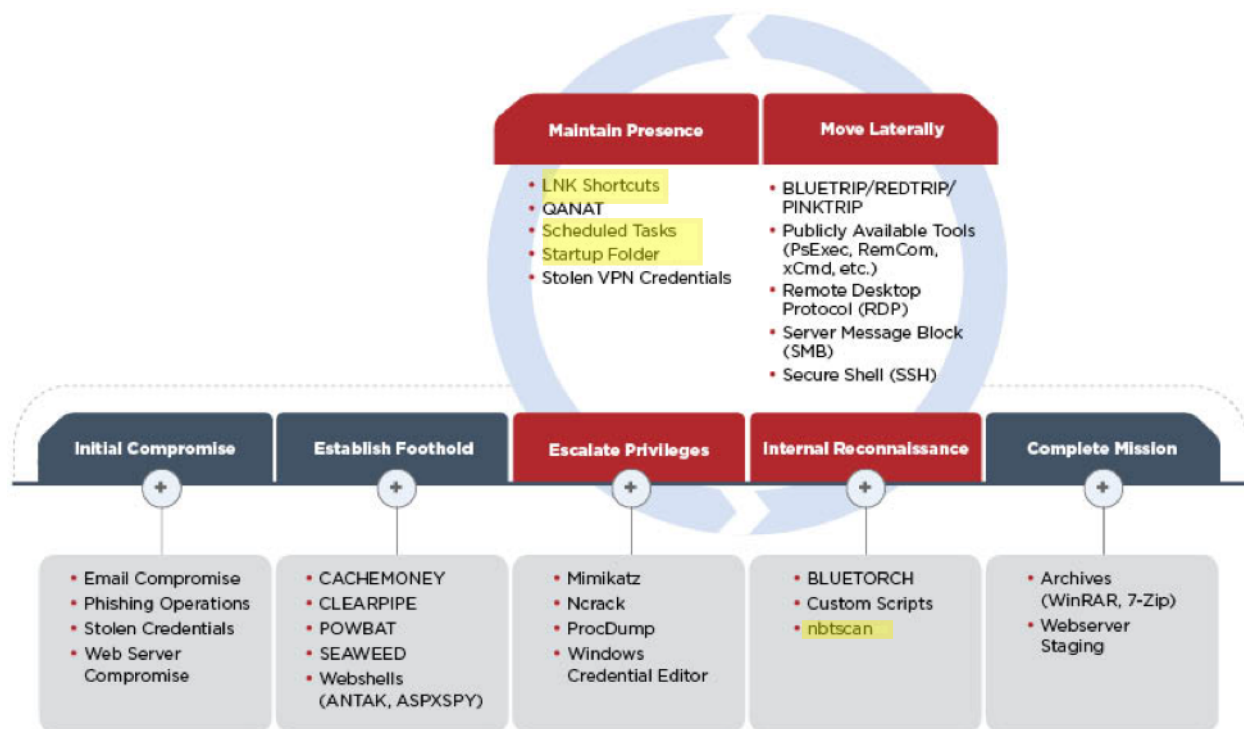 Maintain Presence
• LNK Shortcuts
• QANAT
• Scheduled Tasks
• Startup Folder
• Stolen VPN Credentials
Move Laterally
• BLUETRIP/REDTRIP/
PINKTRIP
• Publicly Available Tools
(PsExec, RemCom,
xCmd, etc.)
• Remote Desktop
Protocol (RDP)
• Server Message Block
(SMB)
• Secure Shell (SSH)
Initial Compromise
+
• Email Compromise
• Phishing Operations
• Stolen Credentials
• Web Server
Compromise
Establish Foothold
+
• CACHEMONEY
• CLEARPIPE
• POWBAT
• SEAWEED
• Webshells
(ANTAK, ASPXSPY)
Escalate Privileges
+
• Mimikatz
• Ncrack
• ProcDump
• Windows
Credential Editor
Internal Reconnaissance
+
• BLUETORCH
• Custom Scripts
• nbtscan
Complete Mission
+
• Archives
(WinRAR, 7-Zip)
• Webserver
Staging